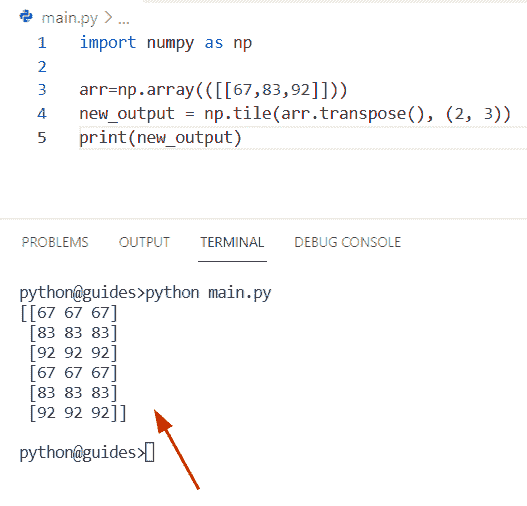 main.py > ...
1 import numpy as np
2
3 arr=np.array(([[67,83,92]]))
4 new_output = np.tile(arr.transpose(), (2, 3))
5 print(new_output)
PROBLEMS OUTPUT TERMINAL DEBUG CONSOLE
python@guides>python main.py
[[67 67 67]
[83 83 83]
[92 92 92]
[67 67 67]
[83 83 83]
[92 92 92]]
python@guides>